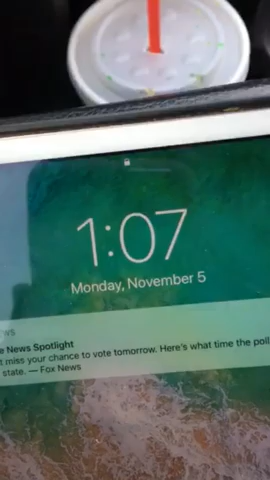 1:07
Monday, November 5
News Spotlight
miss your chance to vote tomorrow. Here's what time the
state. — Fox News